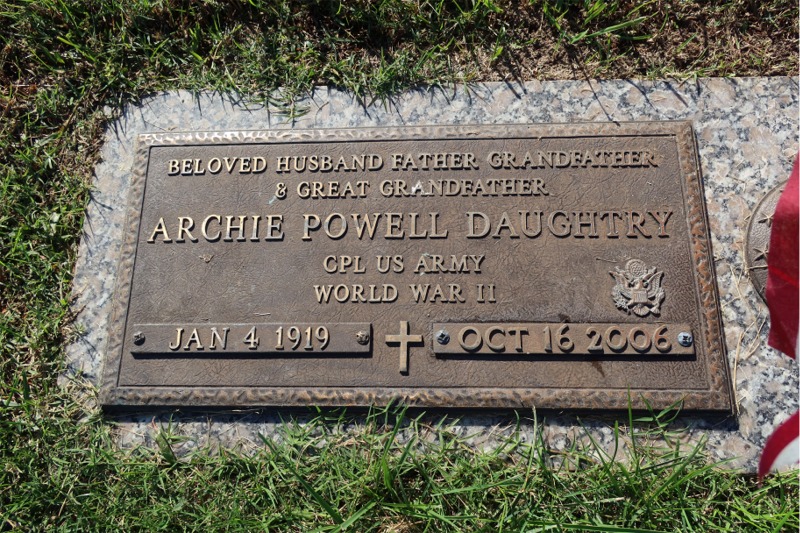 BELOVED HUSBAND FATHER GRANDFATHER
& GREAT GRANDFATHER
ARCHIE POWELL DAUGHTRY
CPL US ARMY
WORLD WAR II
JAN 4 1919
OCT 16 2006